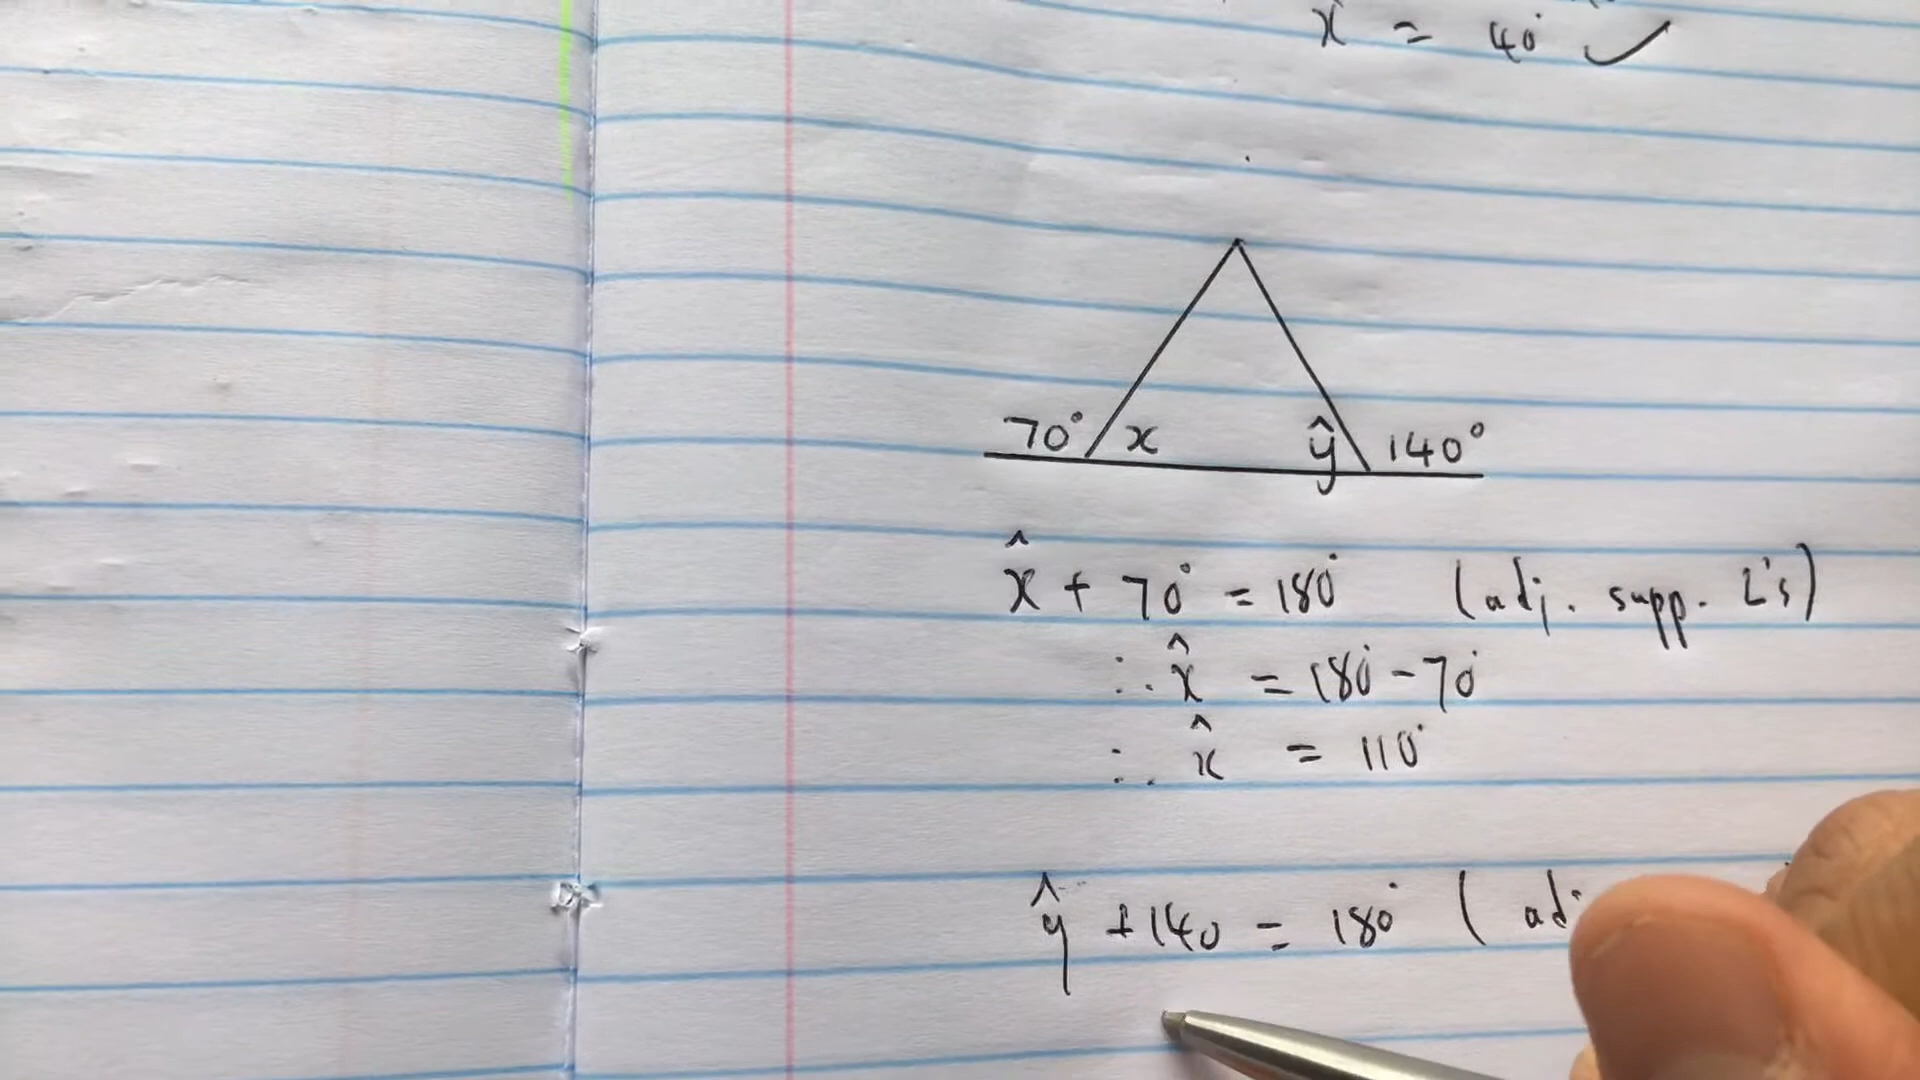 x = 40° ✓
70° x ŷ 140°
x̂ + 70° = 180° (adj. supp. L's)
∴ x̂ = 180° - 70°
∴ x̂ = 110°
ŷ + 140 = 180° ( adj